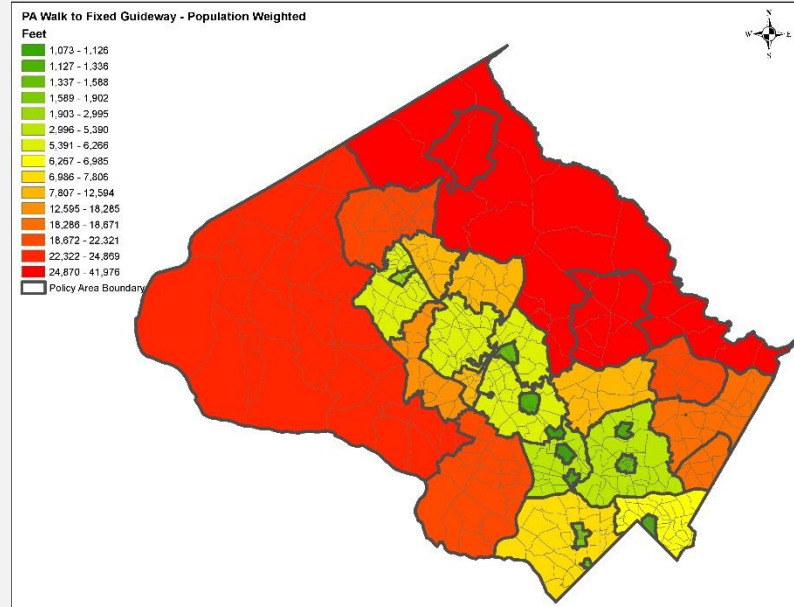 PA Walk to Fixed Guideway - Population Weighted
Feet
1,073 - 1,126
1,127 - 1,336
1,337 - 1,588
1,589 - 1,902
1,903 - 2,995
2,996 - 5,390
5,391 - 6,266
6,267 - 6,985
6,986 - 7,806
7,807 - 12,594
12,595 - 18,285
18,286 - 18,671
18,672 - 22,321
22,322 - 24,869
24,870 - 41,976
Policy Area Boundary
N
W E
S